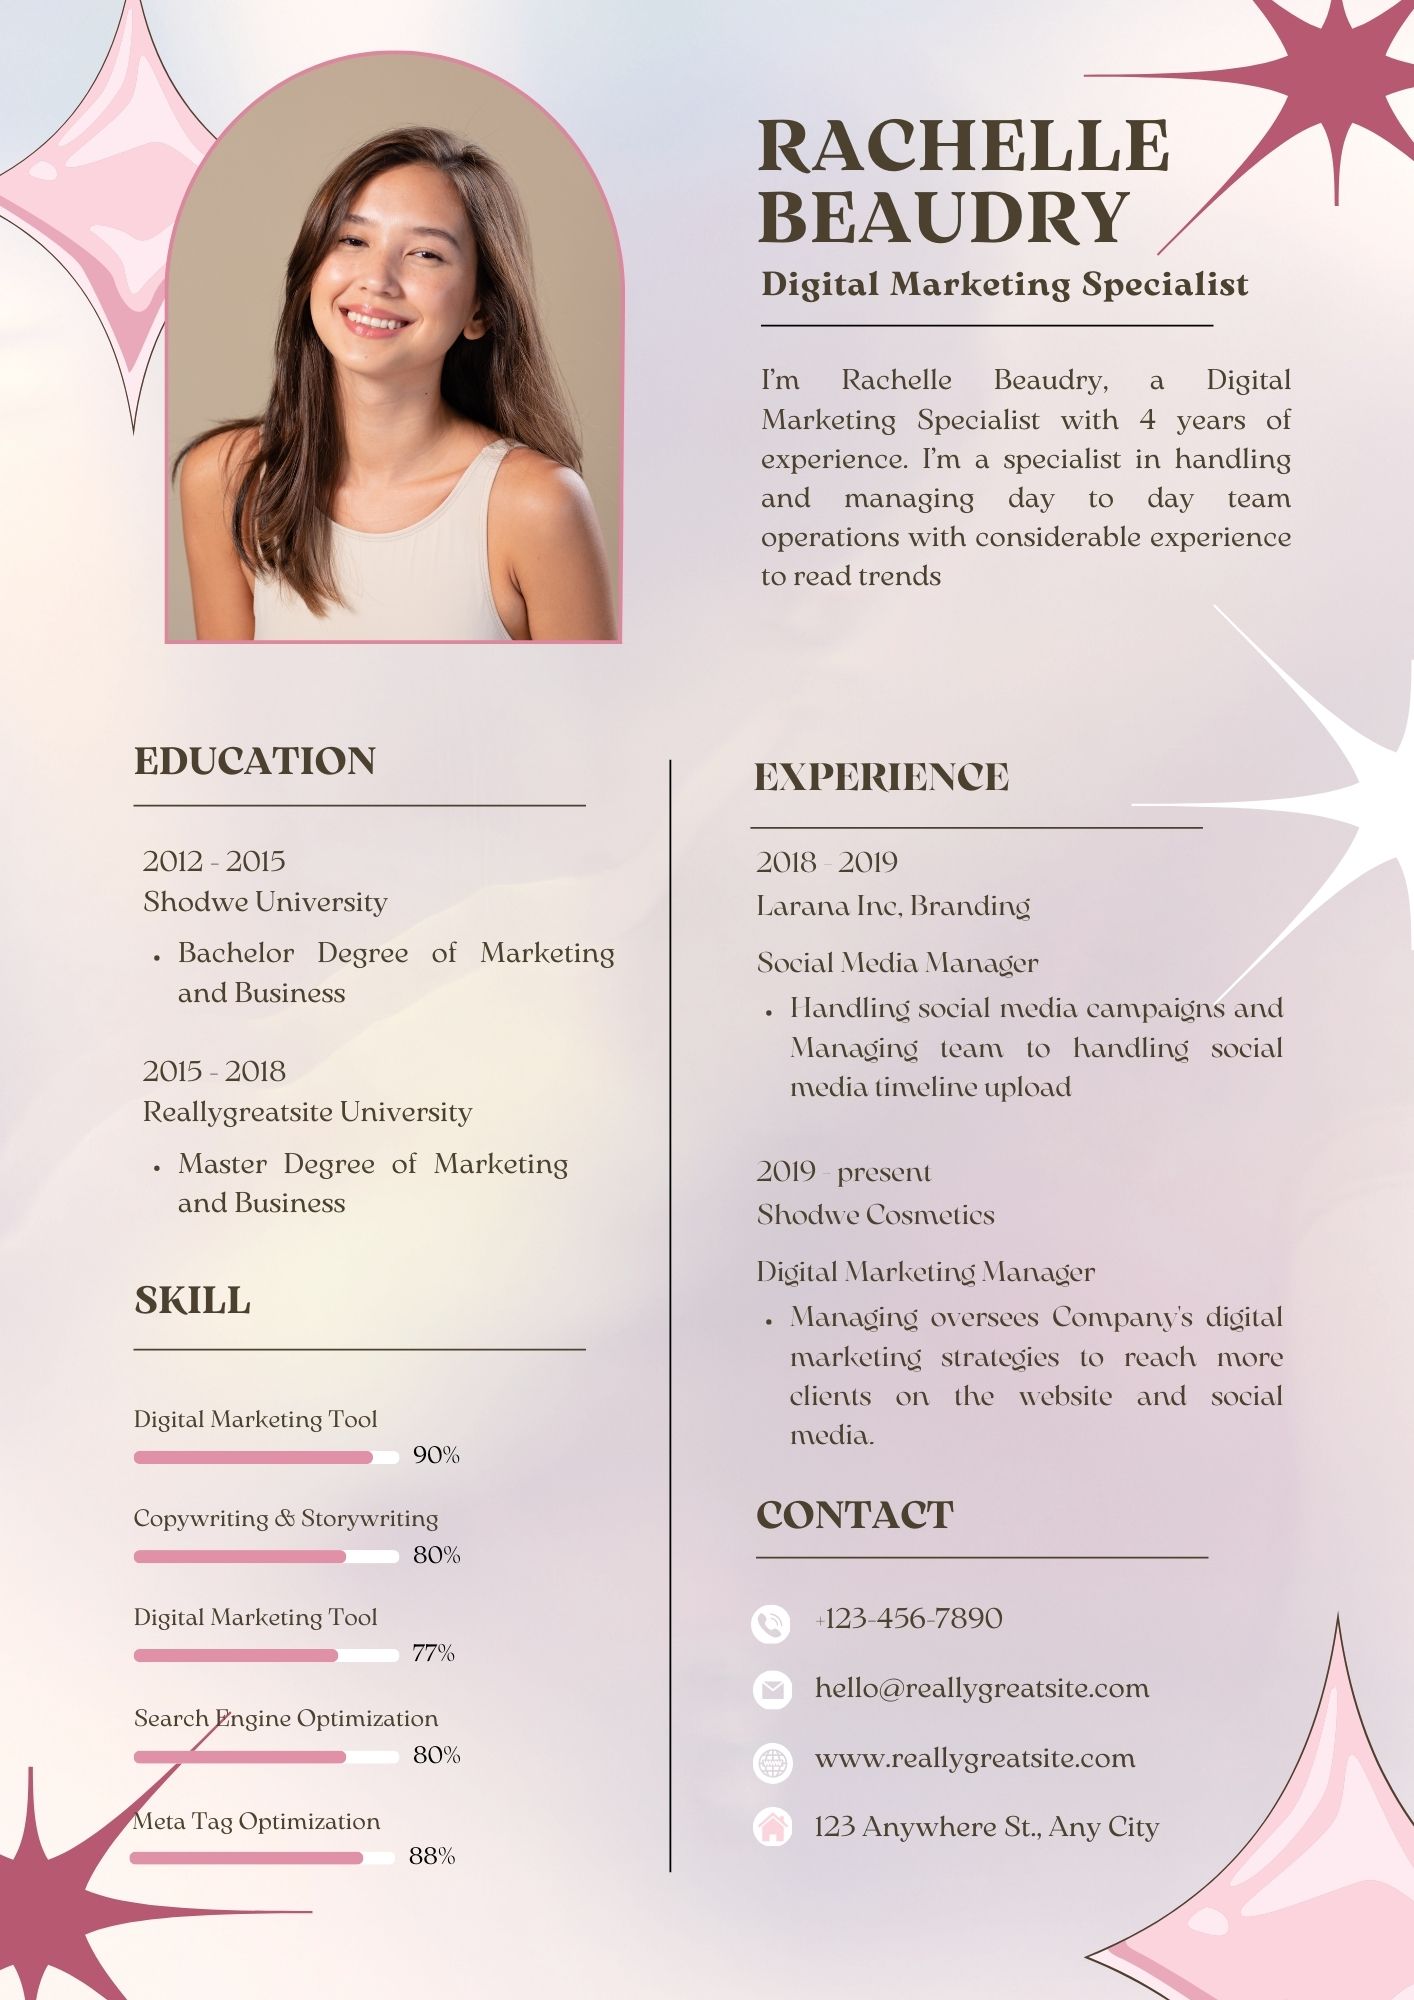 RACHELLE
BEAUDRY
Digital Marketing Specialist
I'm Rachelle Beaudry, a Digital
Marketing Specialist with 4 years of
experience. I'm a specialist in handling
and managing day to day team
operations with considerable experience
to read trends
EDUCATION
2012 - 2015
Shodwe University
• Bachelor Degree of Marketing
and Business
2015 - 2018
Reallygreatsite University
• Master Degree of Marketing
and Business
SKILL
Digital Marketing Tool
90%
Copywriting & Storywriting
80%
Digital Marketing Tool
77%
Search Engine Optimization
80%
Meta Tag Optimization
88%
EXPERIENCE
2018 - 2019
Larana Inc, Branding
Social Media Manager
• Handling social media campaigns and
Managing team to handling social
media timeline upload
2019 - present
Shodwe Cosmetics
Digital Marketing Manager
• Managing oversees Company's digital
marketing strategies to reach more
clients on the website and social
media.
CONTACT
+123-456-7890
hello@reallygreatsite.com
www.reallygreatsite.com
123 Anywhere St., Any City